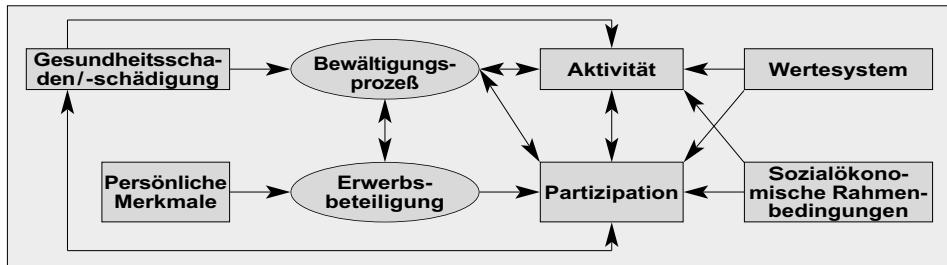 Gesundheitsscha-
den/-schädigung
Bewältigungs-
prozeß
Aktivität
Wertesystem
Persönliche
Merkmale
Erwerbs-
beteiligung
Partizipation
Sozialökono-
mische Rahmen-
bedingungen